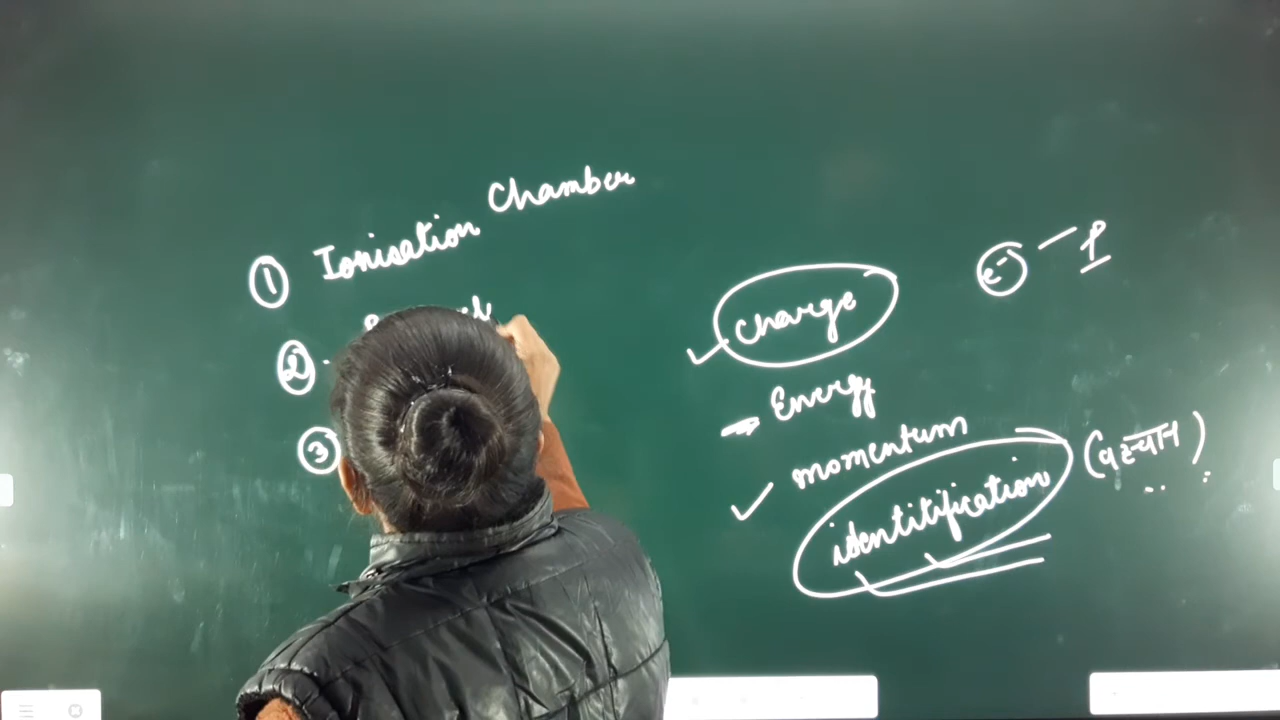 ① Ionisation Chamber
②
③
charge
Energy
momentum
identitification (पहचान)
e⁻ — P